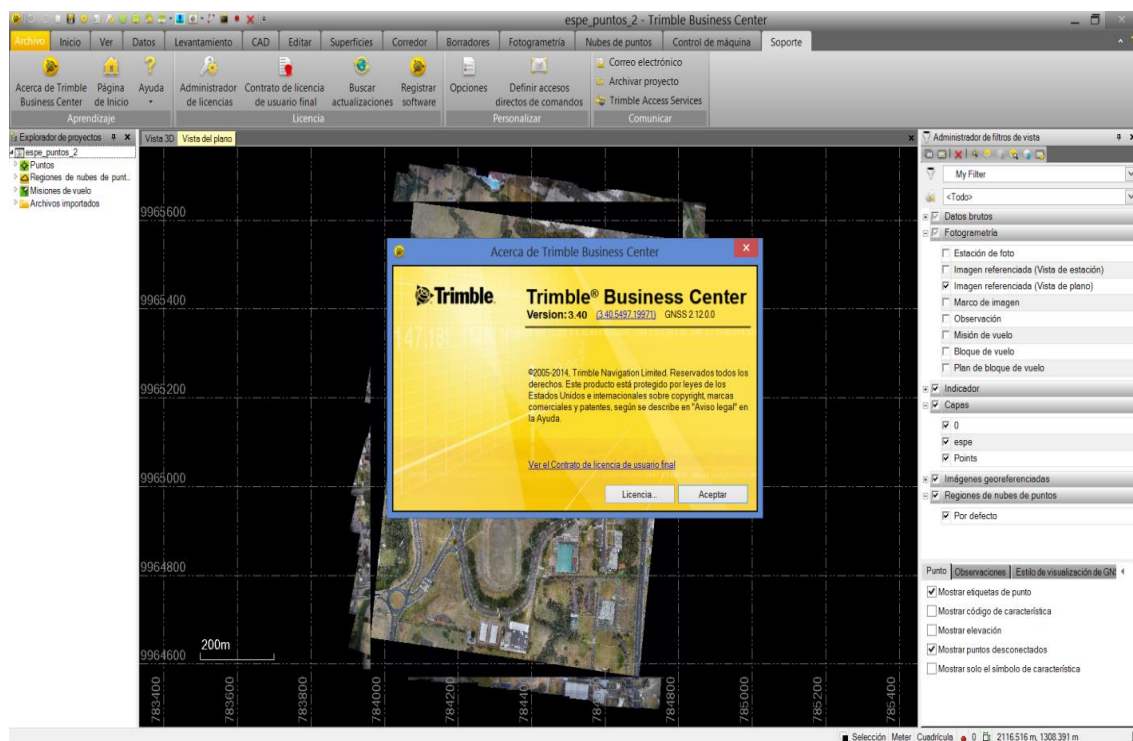 espe_puntos_2 - Trimble Business Center
Archivo Inicio Ver Datos Levantamiento CAD Editar Superficies Corredor Borradores Fotogrametría Nubes de puntos Control de máquina Soporte
Acerca de Trimble Business Center
Página de Inicio
Ayuda
Administrador de licencias
Contrato de licencia de usuario final
Buscar actualizaciones
Registrar software
Opciones
Definir accesos directos de comandos
Correo electrónico
Archivar proyecto
Trimble Access Services
Aprendizaje
Licencia
Personalizar
Comunicar
Explorador de proyectos
espe_puntos_2
Puntos
Regiones de nubes de punt..
Misiones de vuelo
Archivos importados
Vista 3D Vista del plano
9965600
9965400
9965200
9965000
9964800
9964600
200m
783400
783600
783800
784000
784200
784800
785000
785200
785400
Acerca de Trimble Business Center
Trimble.
Trimble® Business Center
Version: 3.40 (3.40.5497.19971) GNSS 2.12.0.0
©2005-2014, Trimble Navigation Limited. Reservados todos los
derechos. Este producto está protegido por leyes de los
Estados Unidos e internacionales sobre copyright, marcas
comerciales y patentes, según se describe en "Aviso legal" en
la Ayuda.
Ver el Contrato de licencia de usuario final
Licencia...
Aceptar
Administrador de filtros de vista
My Filter
<Todo>
Datos brutos
Fotogrametría
Estación de foto
Imagen referenciada (Vista de estación)
Imagen referenciada (Vista de plano)
Marco de imagen
Observación
Misión de vuelo
Bloque de vuelo
Plan de bloque de vuelo
Indicador
Capas
0
espe
Points
Imágenes georeferenciadas
Regiones de nubes de puntos
Por defecto
Punto Observaciones Estilo de visualización de
Mostrar etiquetas de punto
Mostrar código de característica
Mostrar elevación
Mostrar puntos desconectados
Mostrar solo el símbolo de característica
Selección Meter Cuadrícula 0 2116.516 m, 1308.391 m